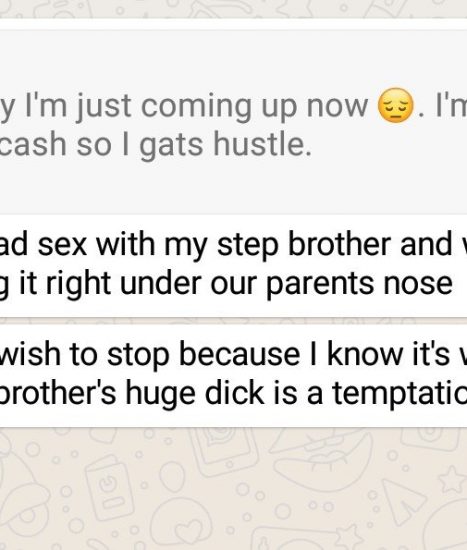 y I'm just coming up now 😔. I'm
cash so I gats hustle.
ad sex with my step brother and
g it right under our parents nose
wish to stop because I know it's
brother's huge dick is a temptatio